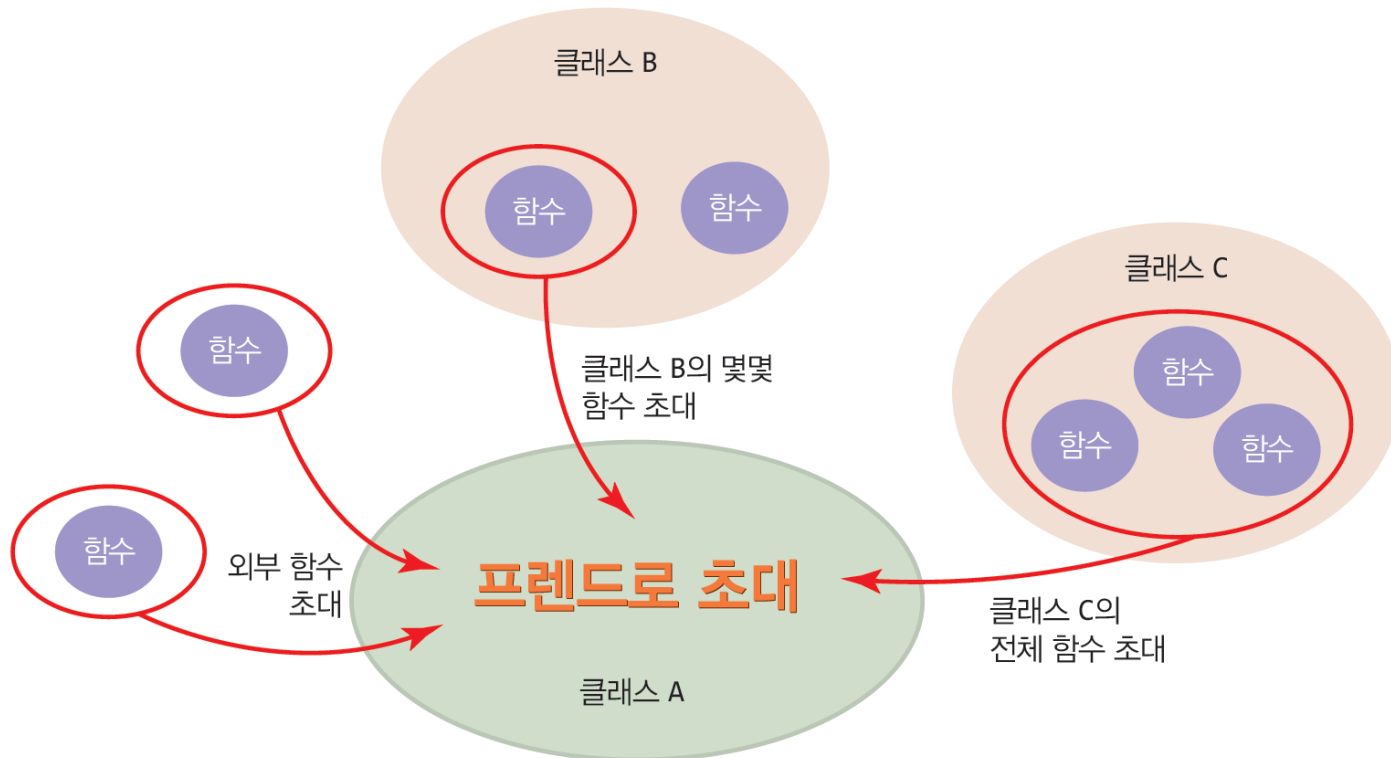 클래스 B
함수
함수
클래스 C
함수
함수
함수
함수
클래스 B의 몇몇
함수 초대
함수
외부 함수
초대
프렌드로 초대
클래스 C의
전체 함수 초대
클래스 A